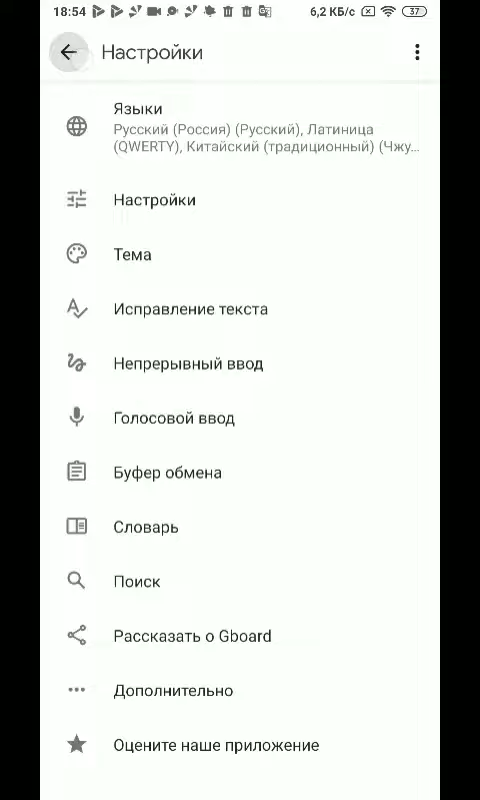 18:54 6,2 КБ/с 37
Настройки
Языки
Русский (Россия) (Русский), Латиница
(QWERTY), Китайский (традиционный) (Чжу...
Настройки
Тема
Исправление текста
Непрерывный ввод
Голосовой ввод
Буфер обмена
Словарь
Поиск
Рассказать о Gboard
Дополнительно
Оцените наше приложение